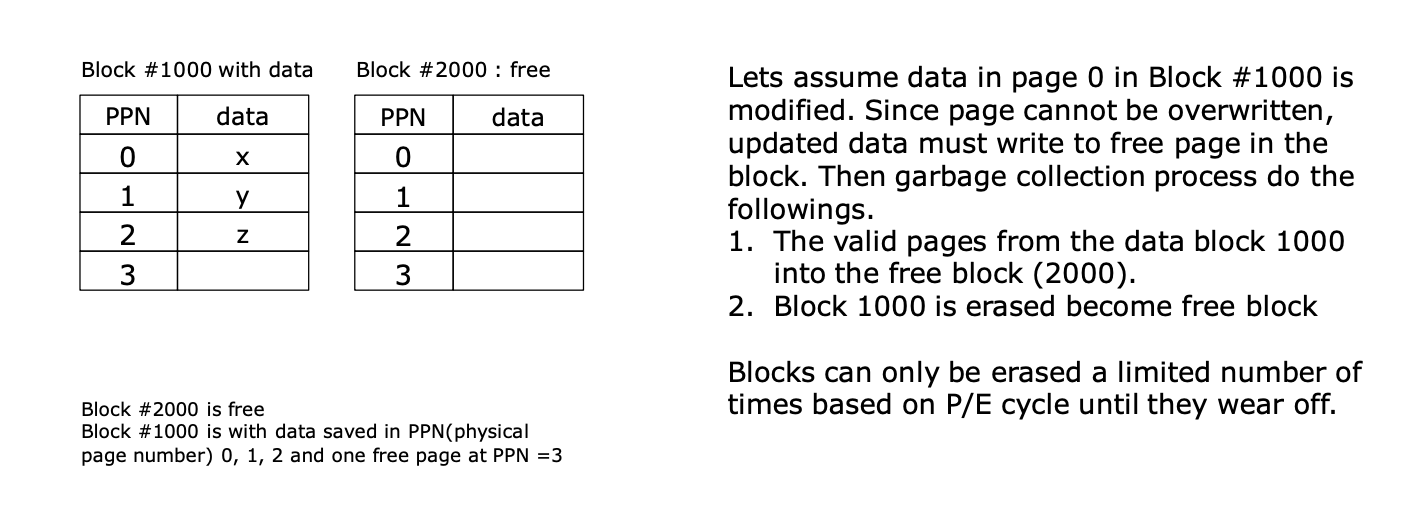 Block #1000 with data
PPN data
0 x
1 y
2 z
3
Block #2000 : free
PPN data
0
1
2
3
Block #2000 is free
Block #1000 is with data saved in PPN(physical
page number) 0, 1, 2 and one free page at PPN =3
Lets assume data in page 0 in Block #1000 is
modified. Since page cannot be overwritten,
updated data must write to free page in the
block. Then garbage collection process do the
followings.
1. The valid pages from the data block 1000
into the free block (2000).
2. Block 1000 is erased become free block
Blocks can only be erased a limited number of
times based on P/E cycle until they wear off.